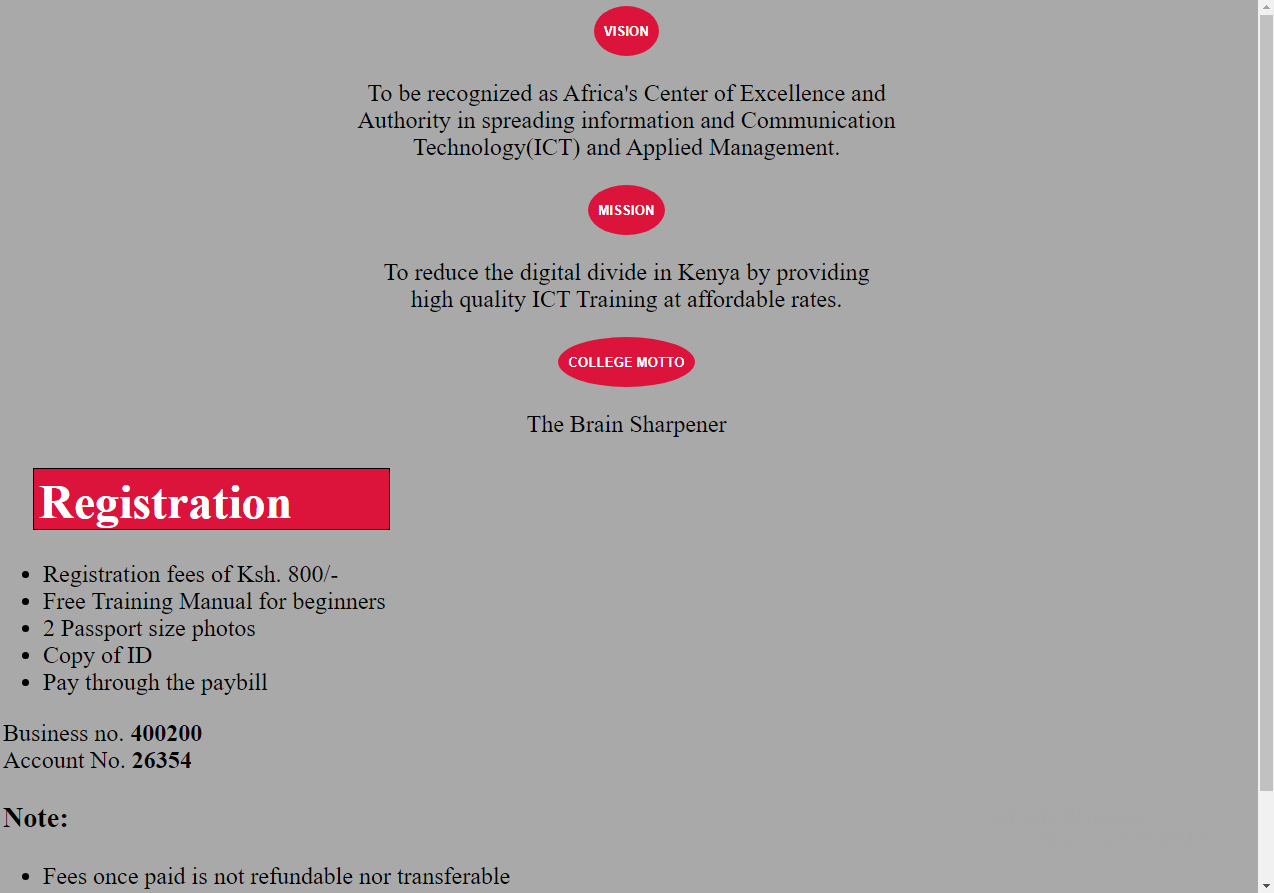 VISION
To be recognized as Africa's Center of Excellence and
Authority in spreading information and Communication
Technology(ICT) and Applied Management.
MISSION
To reduce the digital divide in Kenya by providing
high quality ICT Training at affordable rates.
COLLEGE MOTTO
The Brain Sharpener
Registration
• Registration fees of Ksh. 800/-
• Free Training Manual for beginners
• 2 Passport size photos
• Copy of ID
• Pay through the paybill
Business no. 400200
Account No. 26354
Note:
• Fees once paid is not refundable nor transferable